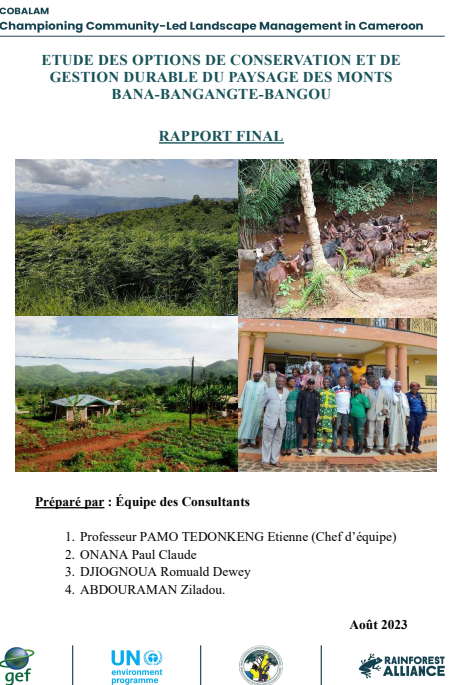 COBALAM
Championing Community-Led Landscape Management in Cameroon
ETUDE DES OPTIONS DE CONSERVATION ET DE
GESTION DURABLE DU PAYSAGE DES MONTS
BANA-BANGANGTE-BANGOU
RAPPORT FINAL
Préparé par : Équipe des Consultants
1. Professeur PAMO TEDONKENG Etienne (Chef d'équipe)
2. ONANA Paul Claude
3. DJIOGNOUA Romuald Dewey
4. ABDOURAMAN Ziladou.
Août 2023
gef
UN
environment
programme
RAINFOREST
ALLIANCE